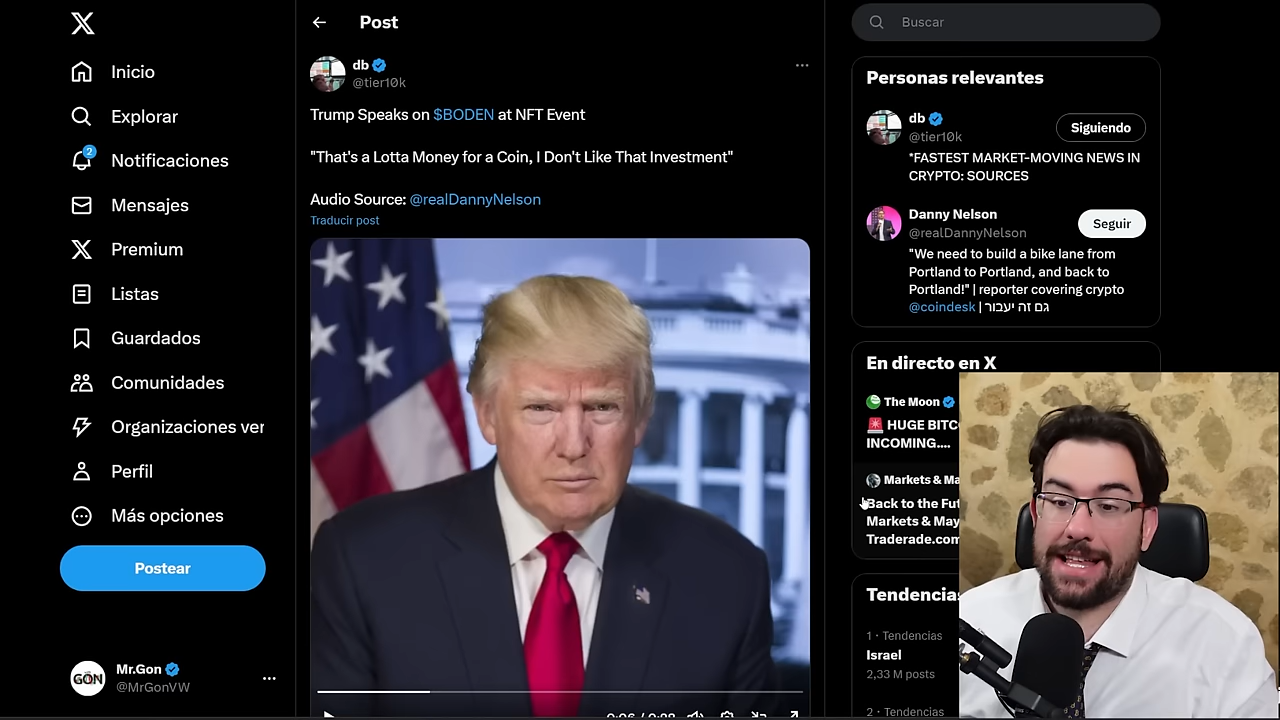 Inicio
Explorar
2
Notificaciones
Mensajes
Premium
Listas
Guardados
Comunidades
Organizaciones ver
Perfil
Más opciones
Postear
GON
Mr.Gon
@MrGonVW
Post
db
@tier10k
Trump Speaks on $BODEN at NFT Event
"That's a Lotta Money for a Coin, I Don't Like That Investment"
Audio Source: @realDannyNelson
Traducir post
0:06 / 0:28
Buscar
Personas relevantes
db
@tier10k
Siguiendo
*FASTEST MARKET-MOVING NEWS IN
CRYPTO: SOURCES
Danny Nelson
@realDannyNelson
Seguir
"We need to build a bike lane from
Portland to Portland, and back to
Portland!" | reporter covering crypto
@coindesk | גם זה יעבור
En directo en X
The Moon
🚨 HUGE BITC
INCOMING....
Markets & Ma
Back to the Fut
Markets & May
Traderade.com
Tendencias
1 · Tendencias
Israel
2,33 M posts
2 · Tendencias